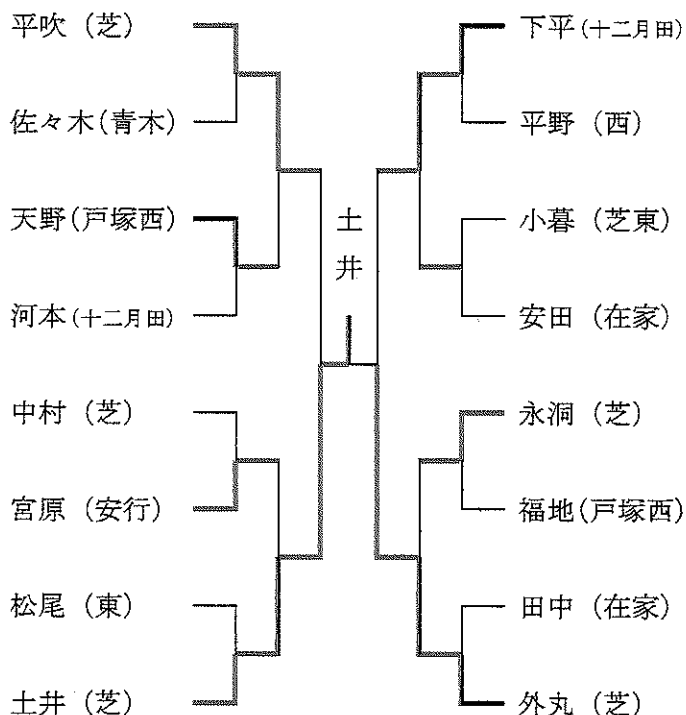 平吹 (芝)
佐々木(青木)
天野(戸塚西)
河本(十二月田)
中村 (芝)
宮原 (安行)
松尾 (東)
土井 (芝)
土井
下平(十二月田)
平野 (西)
小暮 (芝東)
安田 (在家)
永洞 (芝)
福地(戸塚西)
田中 (在家)
外丸 (芝)